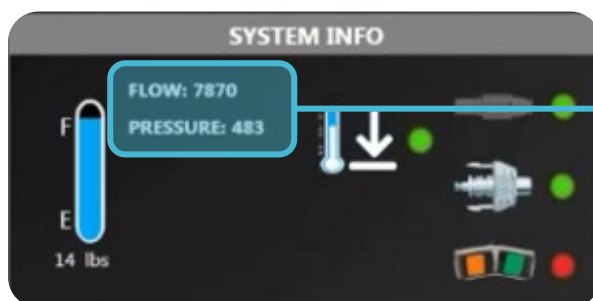 SYSTEM INFO
FLOW: 7870
PRESSURE: 483
F
E
14 lbs